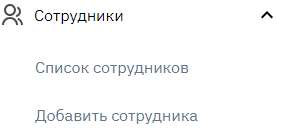 Сотрудники
Список сотрудников
Добавить сотрудника